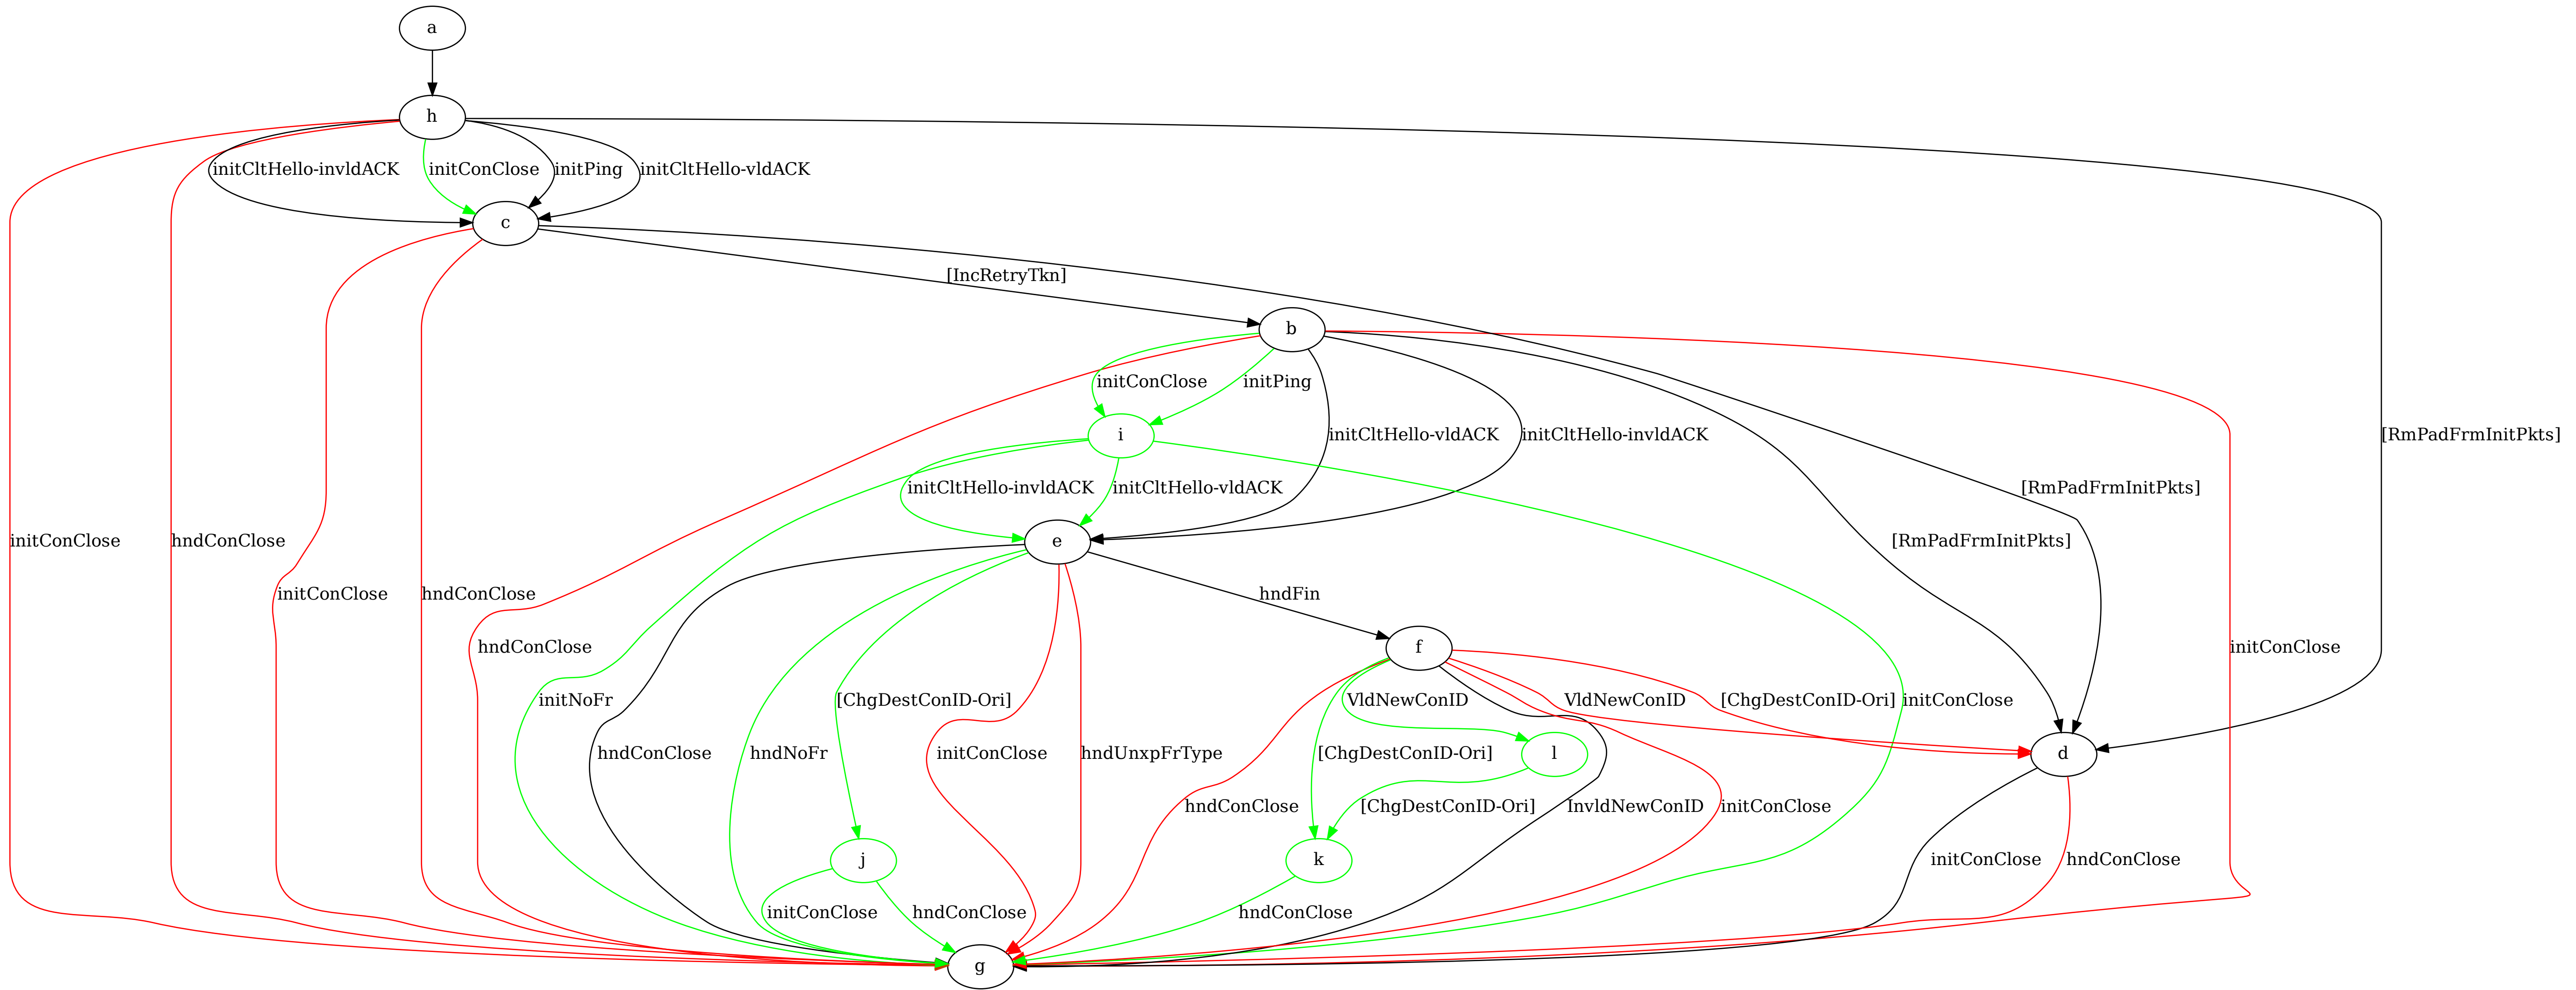 a
h
initCltHello-invldACK
initConClose
initPing
initCltHello-vldACK
c
[IncRetryTkn]
b
initConClose
initPing
i
initCltHello-vldACK
initCltHello-invldACK
[RmPadFrmInitPkts]
initCltHello-invldACK
initCltHello-vldACK
[RmPadFrmInitPkts]
initConClose
hndConClose
e
[RmPadFrmInitPkts]
initConClose
hndConClose
hndFin
hndConClose
f
initConClose
initNoFr
[ChgDestConID-Ori]
VldNewConID
VldNewConID
[ChgDestConID-Ori]
initConClose
hndConClose
hndNoFr
initConClose
hndUnxpFrType
[ChgDestConID-Ori]
l
d
hndConClose
[ChgDestConID-Ori]
InvldNewConID
initConClose
j
k
initConClose
hndConClose
initConClose
hndConClose
hndConClose
g